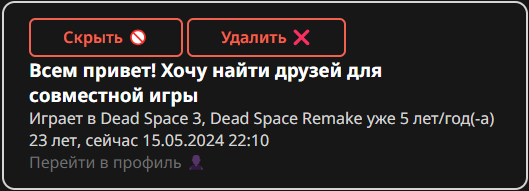 Скрыть 🚫 Удалить ❌
Всем привет! Хочу найти друзей для
совместной игры
Играет в Dead Space 3, Dead Space Remake уже 5 лет/год(-а)
23 лет, сейчас 15.05.2024 22:10
Перейти в профиль 👤